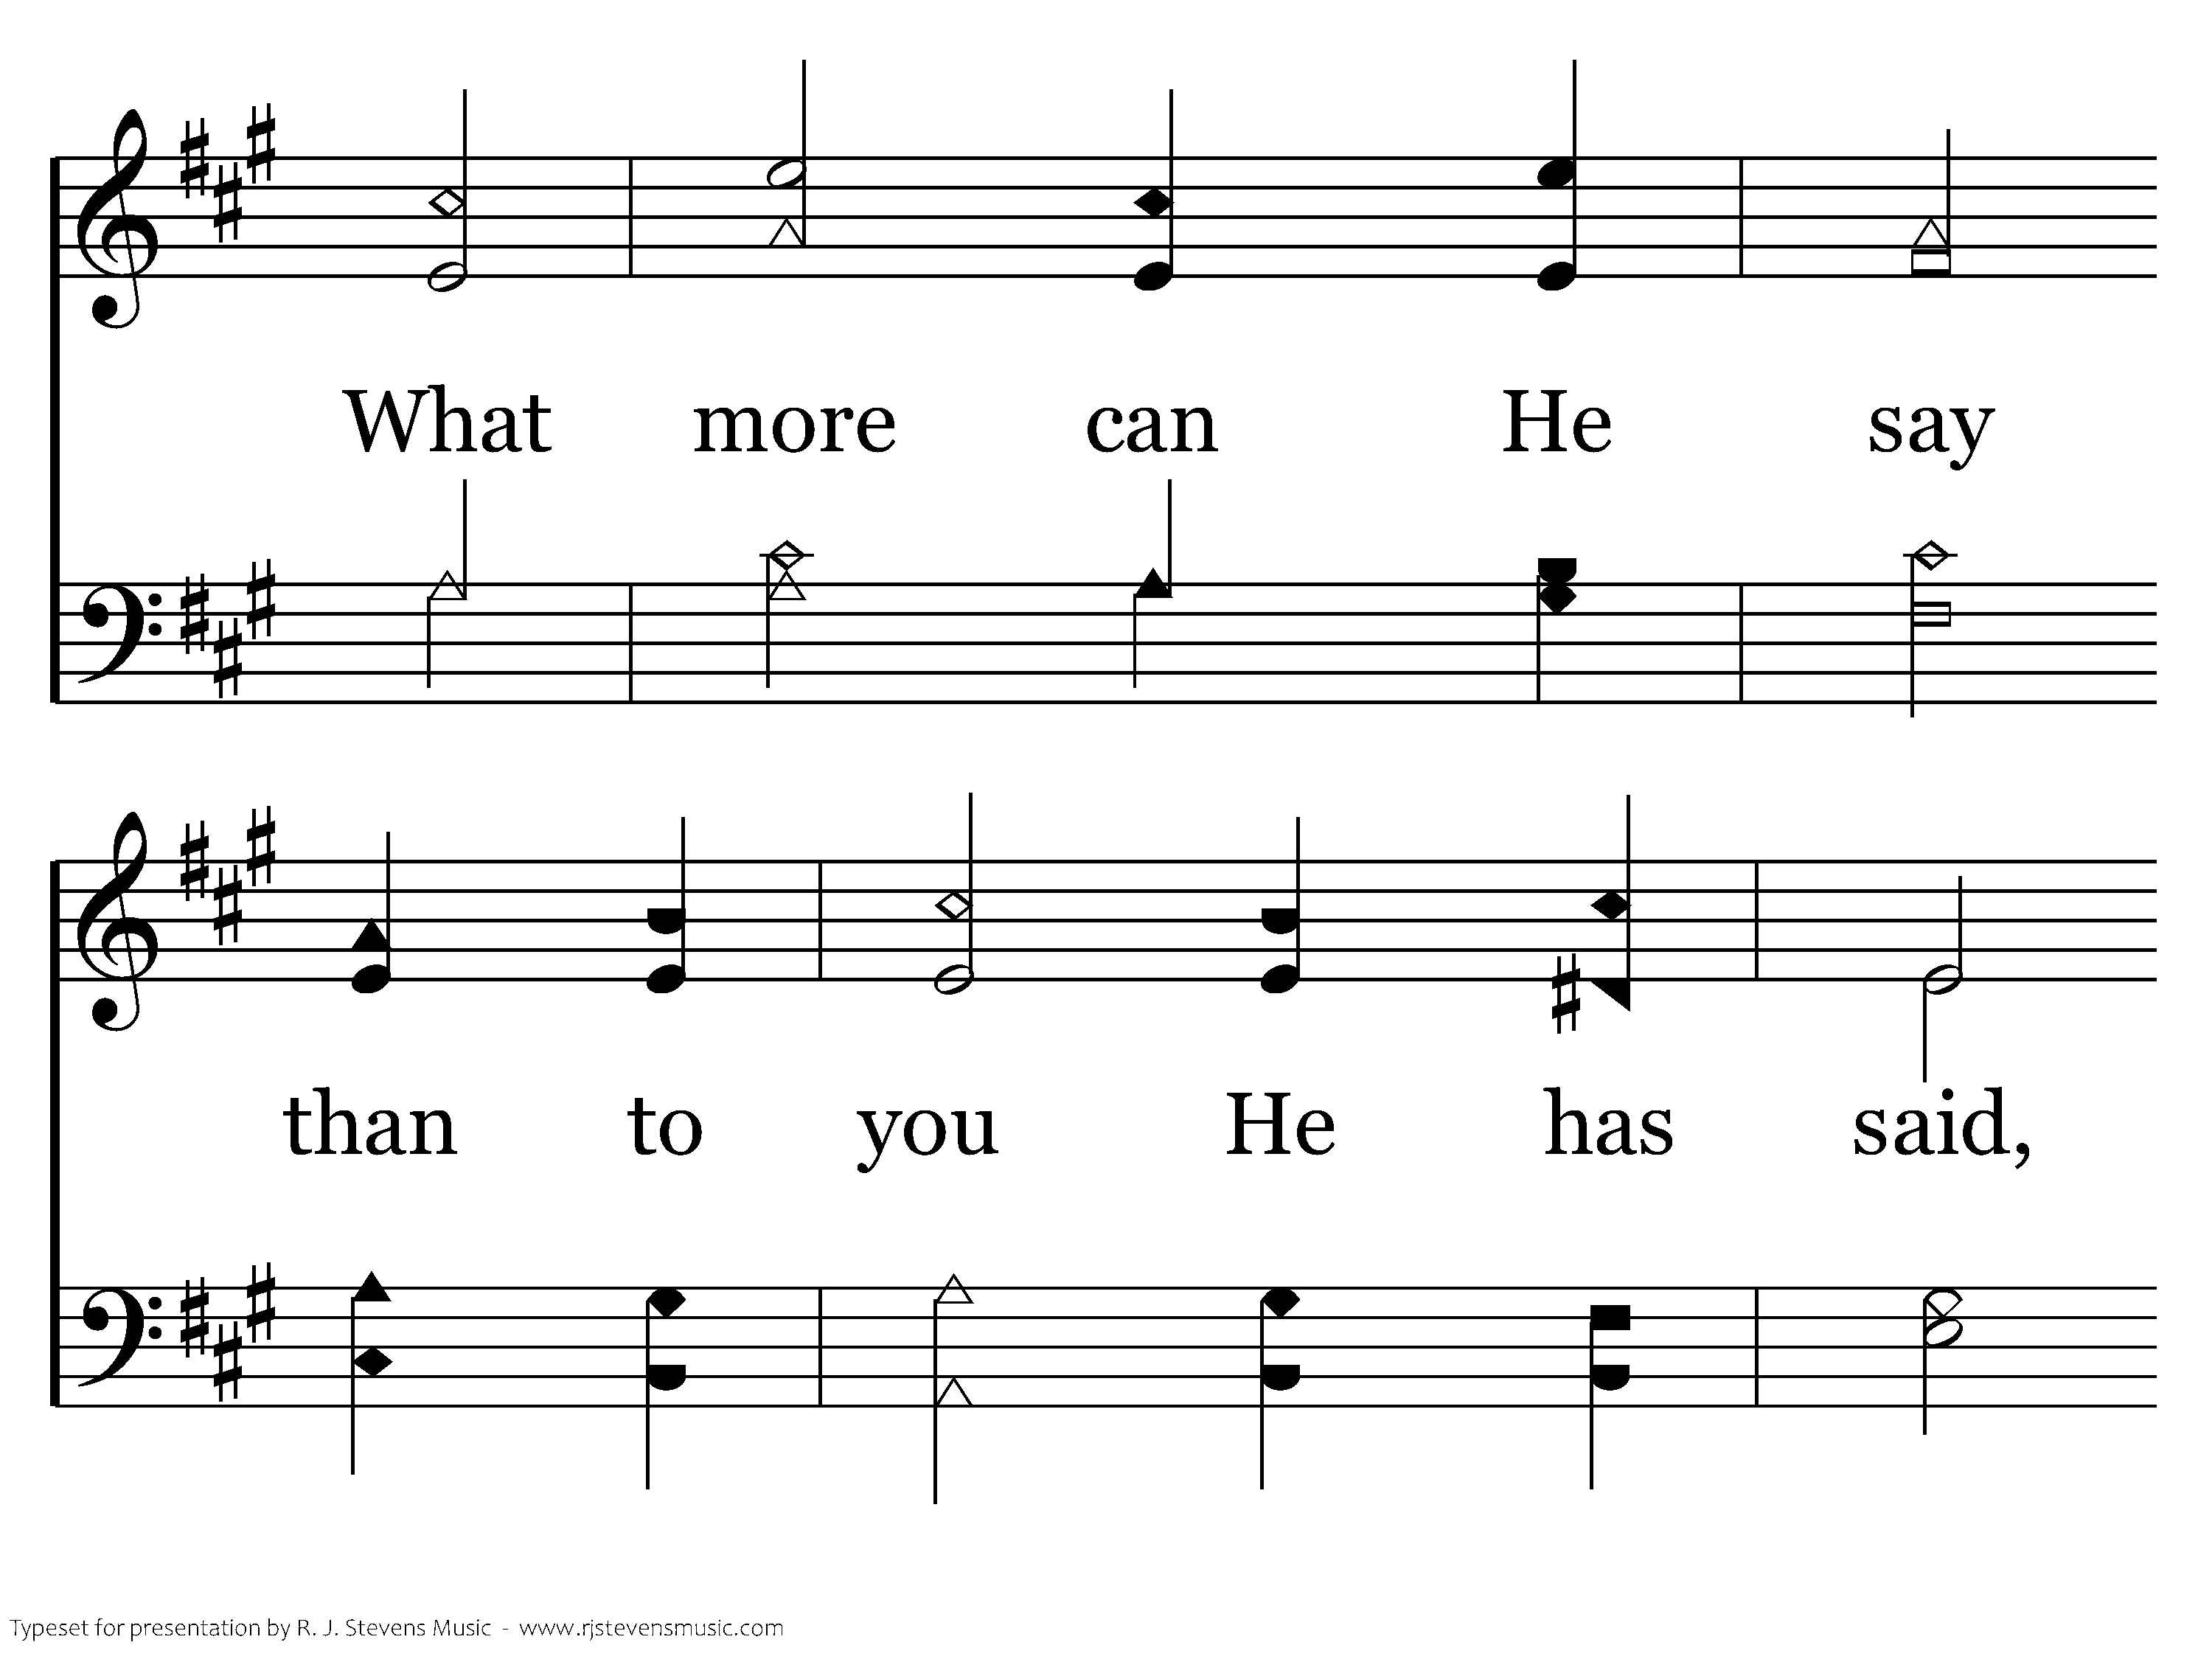 What more can He say
than to you He has said,
Typeset for presentation by R. J. Stevens Music - www.rjstevensmusic.com